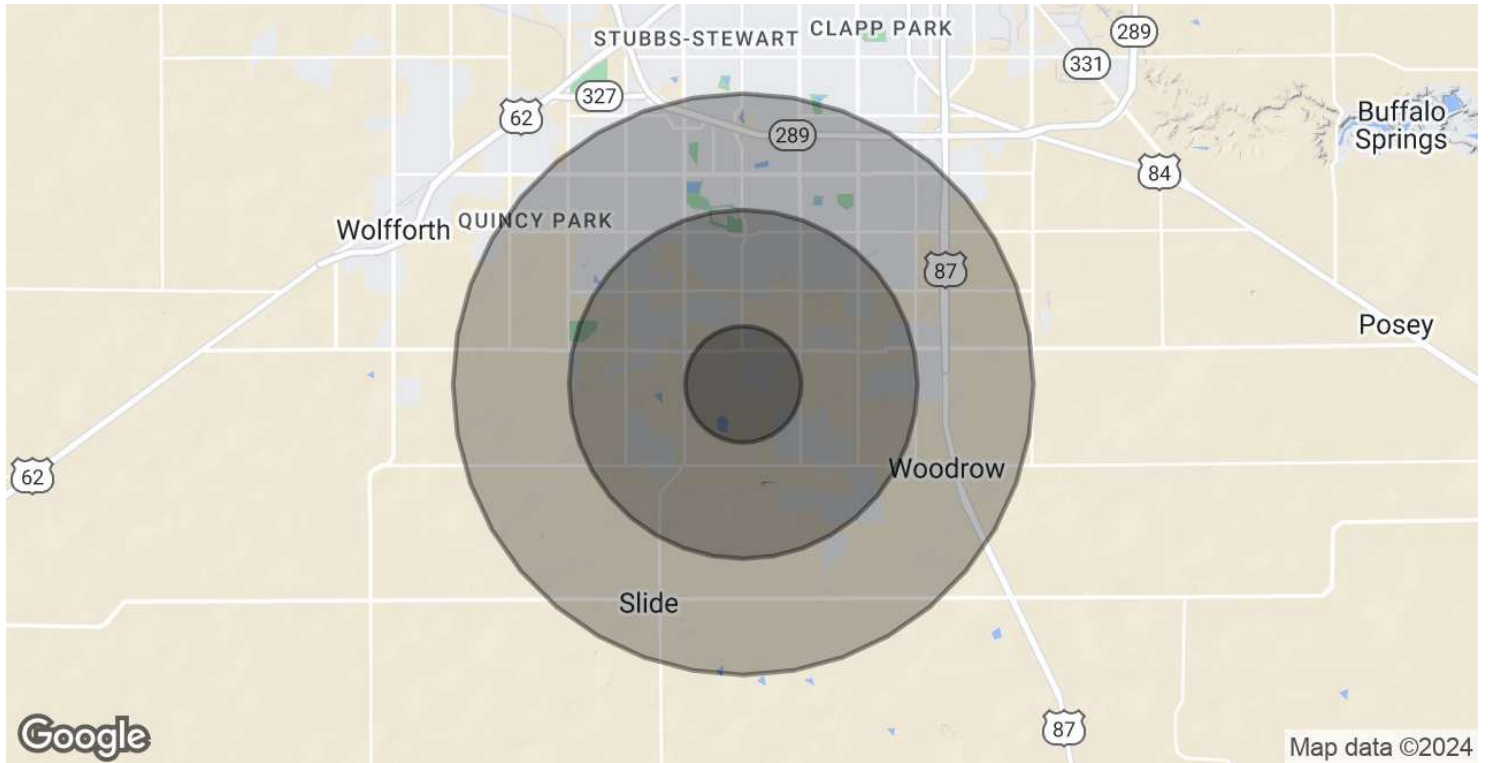 STUBBS-STEWART
CLAPP PARK
289
331
327
62
Buffalo
Springs
289
84
Wolfforth
QUINCY PARK
87
Posey
62
Woodrow
Slide
87
Google
Map data ©2024